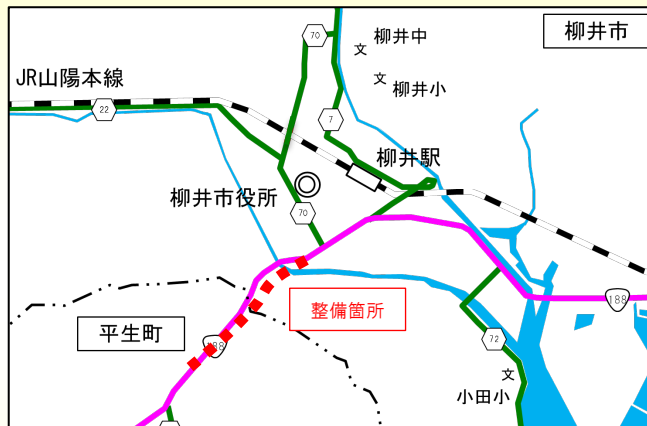 柳井市
70
文
柳井中
JR山陽本線
文
柳井小
22
7
柳井駅
柳井市役所
70
188
整備箇所
平生町
188
72
文
小田小